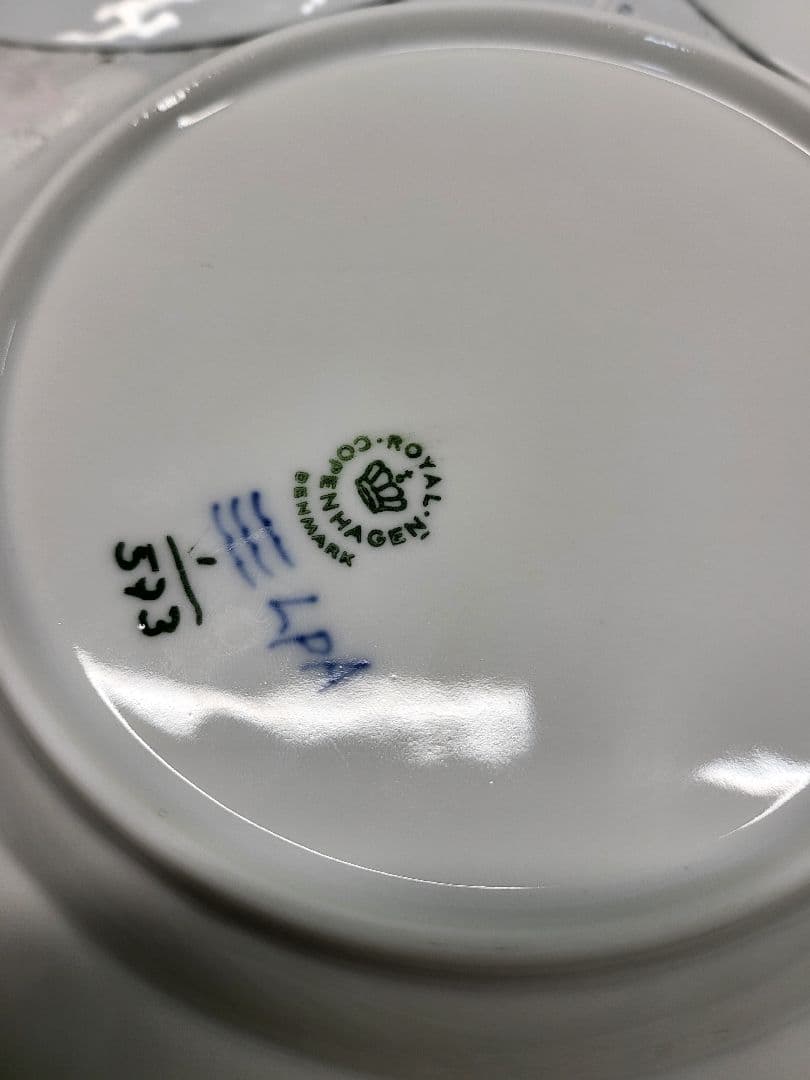 ROYAL · COPENHAGEN
DENMARK
LPA
1
573